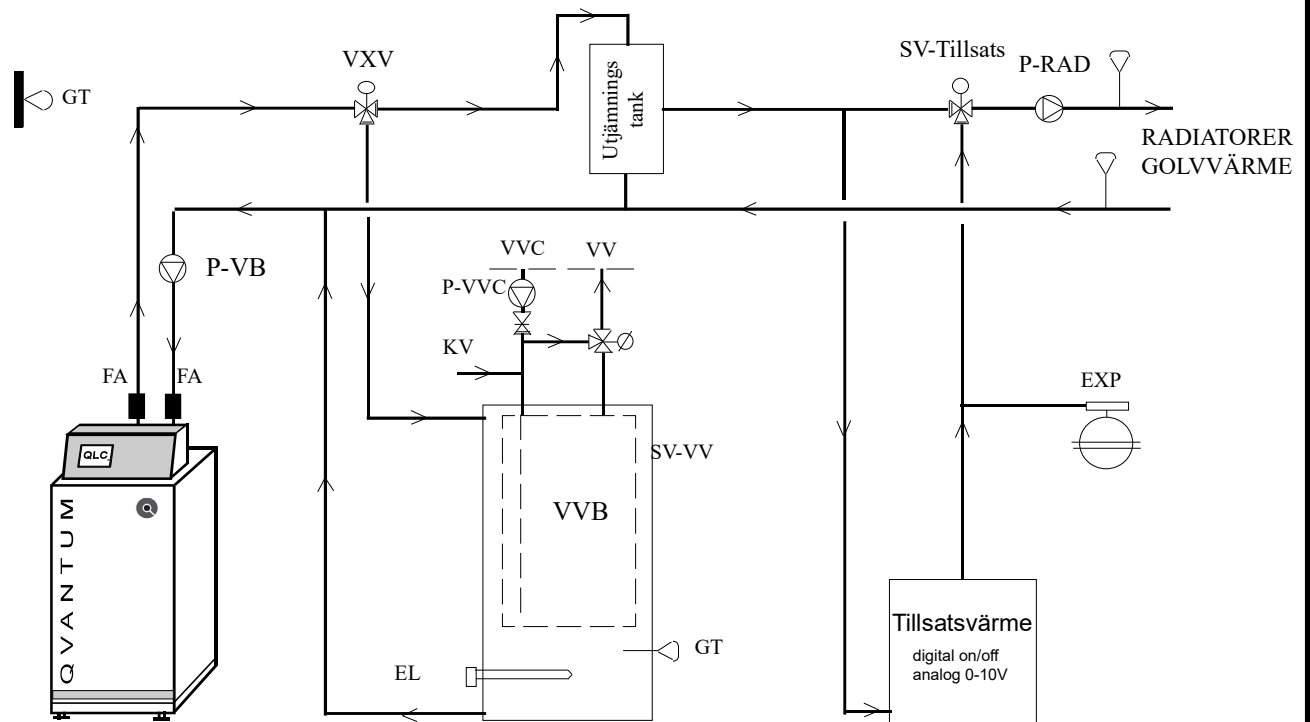 VXV
SV-Tillsats
P-RAD
GT
Utjämnings
tank
RADIATORER
GOLVVÄRME
P-VB
VVC
VV
P-VVC
KV
FA
FA
EXP
QLC
SV-VV
VVB
QVANTUM
Tillsatsvärme
digital on/off
analog 0-10V
GT
EL